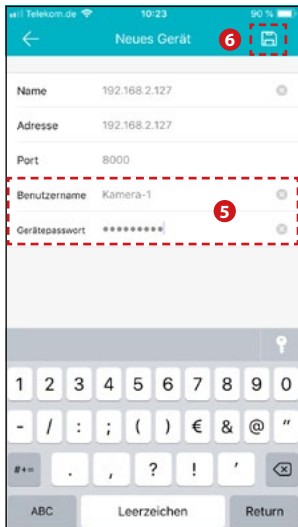 Telekom.de 10:23 90 %
Neues Gerät 6
Name 192.168.2.127
Adresse 192.168.2.127
Port 8000
Benutzername Kamera-1
5
Gerätepasswort •••••••••
1 2 3 4 5 6 7 8 9 0
- / : ; ( ) € & @ "
#+= . , ? ! '
ABC Leerzeichen Return